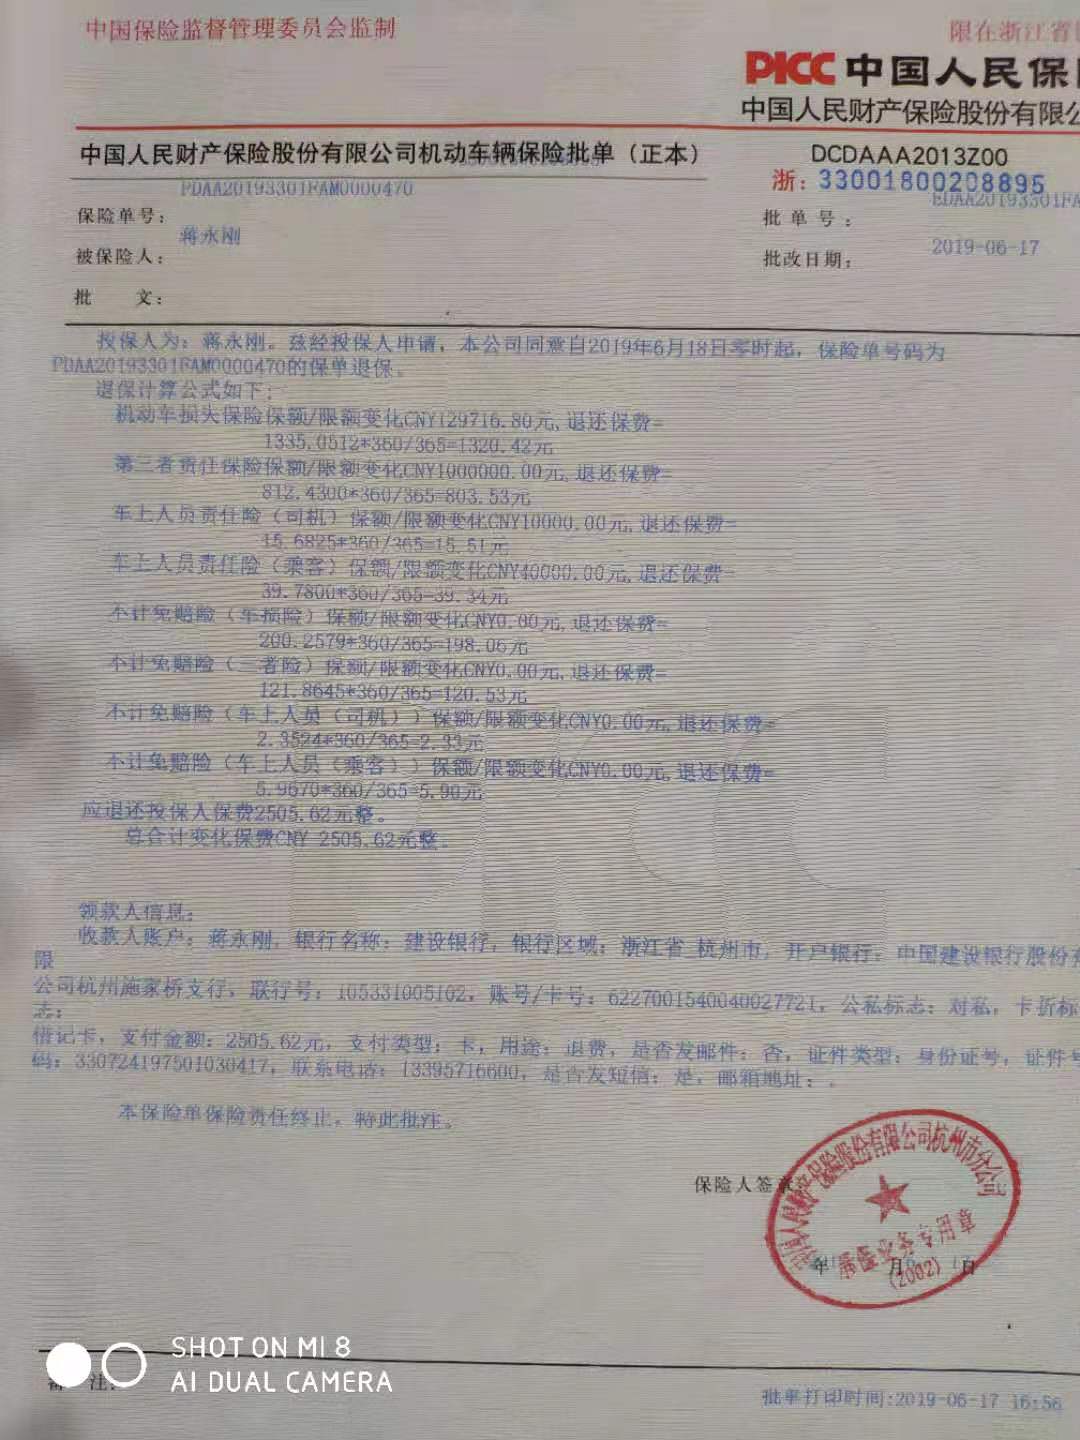 中国保险监督管理委员会监制
限在浙江省
PICC 中国人民保
中国人民财产保险股份有限公
中国人民财产保险股份有限公司机动车辆保险批单（正本）
DCDAAA2013Z00
浙：33001800208895
PDAA20193301FAM0000470
保险单号：
EDAA20193301FA
批 单 号：
蒋永刚
被保险人：
2019-06-17
批改日期：
批 文：
投保人为：蒋永刚。兹经投保人申请，本公司同意自2019年6月18日零时起，保险单号码为
PDAA20193301FAM0000470的保单退保。
退保计算公式如下：
机动车损失保险保额/限额变化CNY129716.80元,退还保费=
1335.0512*360/365=1320.42元
第三者责任保险保额/限额变化CNY1000000.00元,退还保费=
812.4300*360/365=803.53元
车上人员责任险（司机）保额/限额变化CNY10000.00元,退还保费=
15.6825*360/365=15.51元
车上人员责任险（乘客）保额/限额变化CNY40000.00元,退还保费=
39.7800*360/365=39.34元
不计免赔险（车损险）保额/限额变化CNY0.00元,退还保费=
200.2579*360/365=198.06元
不计免赔险（三者险）保额/限额变化CNY0.00元,退还保费=
121.8645*360/365=120.53元
不计免赔险（车上人员（司机））保额/限额变化CNY0.00元,退还保费=
2.3524*360/365=2.33元
不计免赔险（车上人员（乘客））保额/限额变化CNY0.00元,退还保费=
5.9670*360/365=5.90元
应退还投保人保费2505.62元整。
总合计变化保费CNY 2505.62元整。
领款人信息：
收款人账户：蒋永刚，银行名称：建设银行，银行区域：浙江省 杭州市，开户银行：中国建设银行股份有
限
公司杭州施家桥支行，联行号：105331005102，账号/卡号：6227001540040027721，公私标志：对私，卡折标
志：
借记卡，支付金额：2505.62元，支付类型：卡，用途：退费，是否发邮件：否，证件类型：身份证号，证件号
码：330724197501030417，联系电话：13395716600，是否发短信：是，邮箱地址：。
本保险单保险责任终止。特此批注。
保险人签章
中国人民财产保险股份有限公司杭州市分公司
承保业务专用章
(2002)
年 月 日
SHOT ON MI 8
AI DUAL CAMERA
备 注：
批单打印时间:2019-06-17 16:56